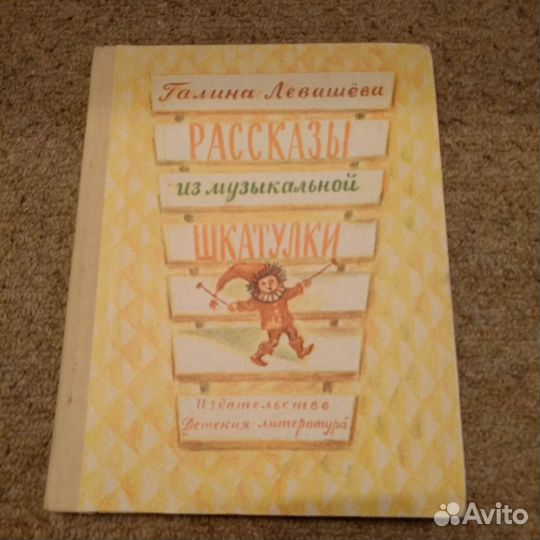 Галина Левашёва
РАССКАЗЫ
из музыкальной
ШКАТУЛКИ
Издательство
Детская литература
Avito